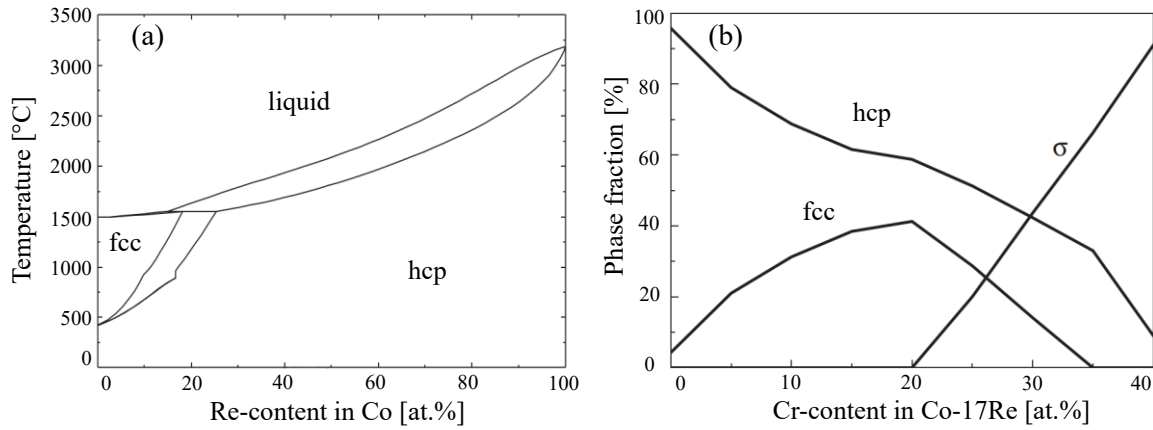 (a)
Temperature [°C]
3500
3000
2500
2000
1500
1000
500
0
liquid
fcc
hcp
0 20 40 60 80 100
Re-content in Co [at.%]
(b)
Phase fraction [%]
100
80
60
40
20
0
hcp
σ
fcc
0 10 20 30 40
Cr-content in Co-17Re [at.%]